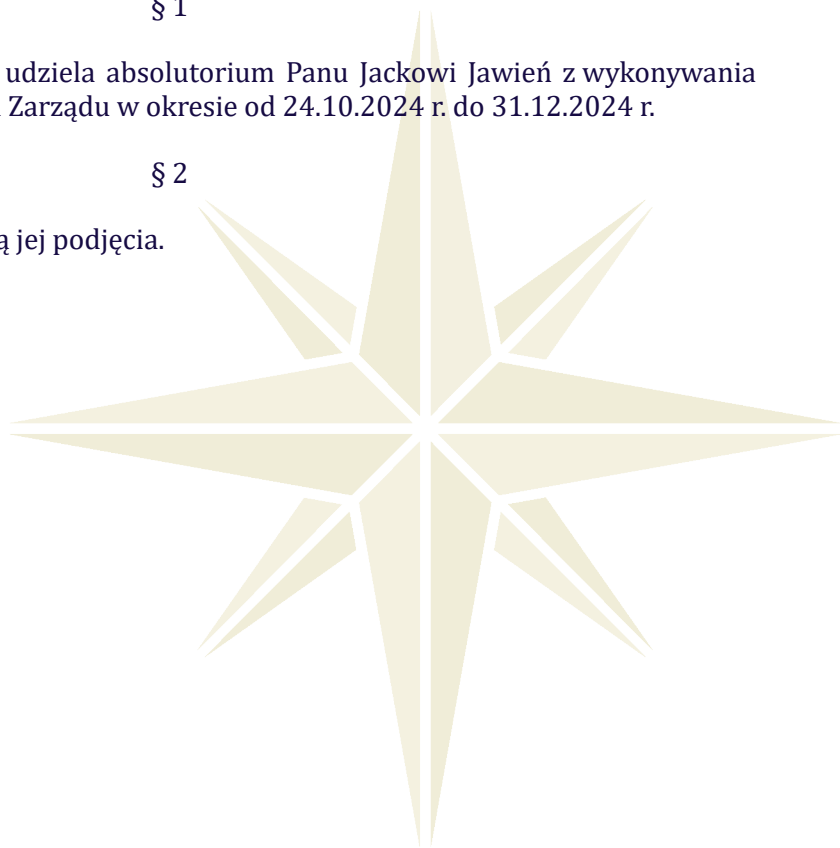 § 1
udziela absolutorium Panu Jackowi Jawień z wykonywania
Zarządu w okresie od 24.10.2024 r. do 31.12.2024 r.
§ 2
ą jej podjęcia.